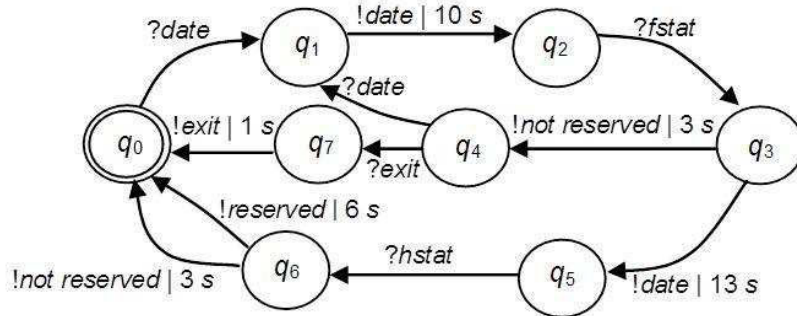 ?date
q1
!date | 10 s
q2
?fstat
?date
q0
!exit | 1 s
q7
?exit
q4
!not reserved | 3 s
q3
!reserved | 6 s
!not reserved | 3 s
q6
?hstat
q5
!date | 13 s